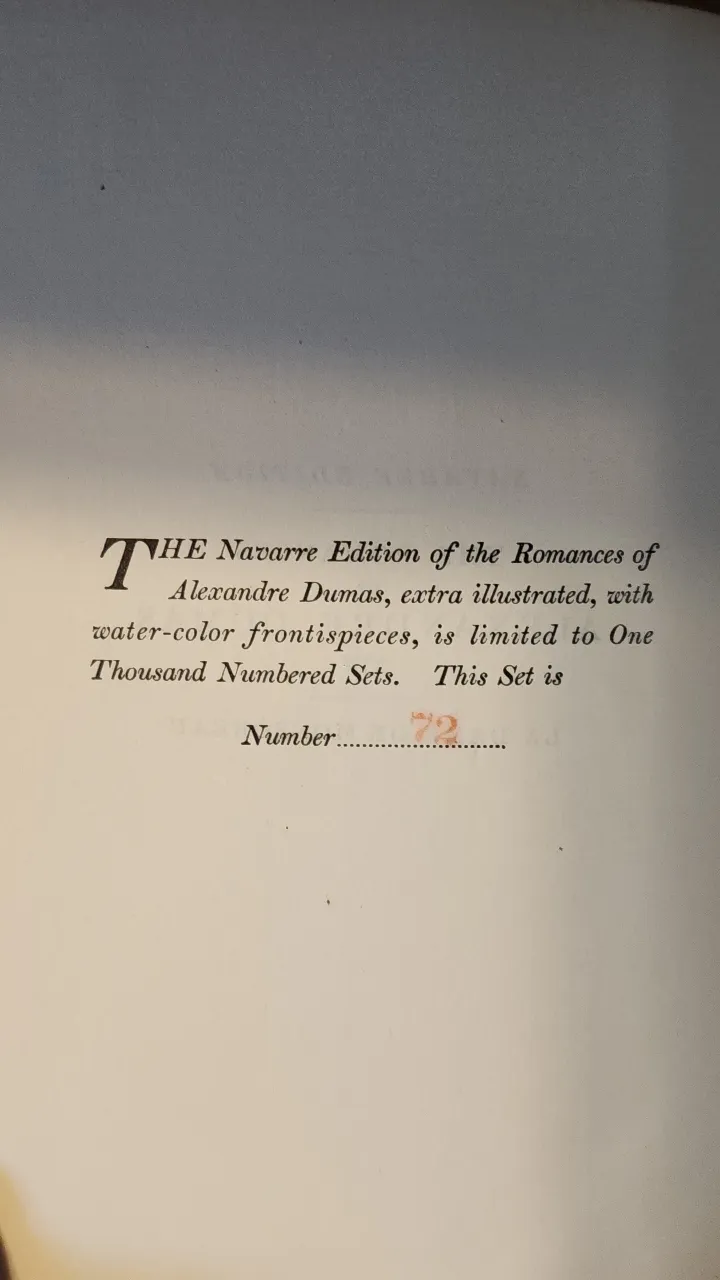 THE Navarre Edition of the Romances of
Alexandre Dumas, extra illustrated, with
water-color frontispieces, is limited to One
Thousand Numbered Sets. This Set is
Number.............72.........